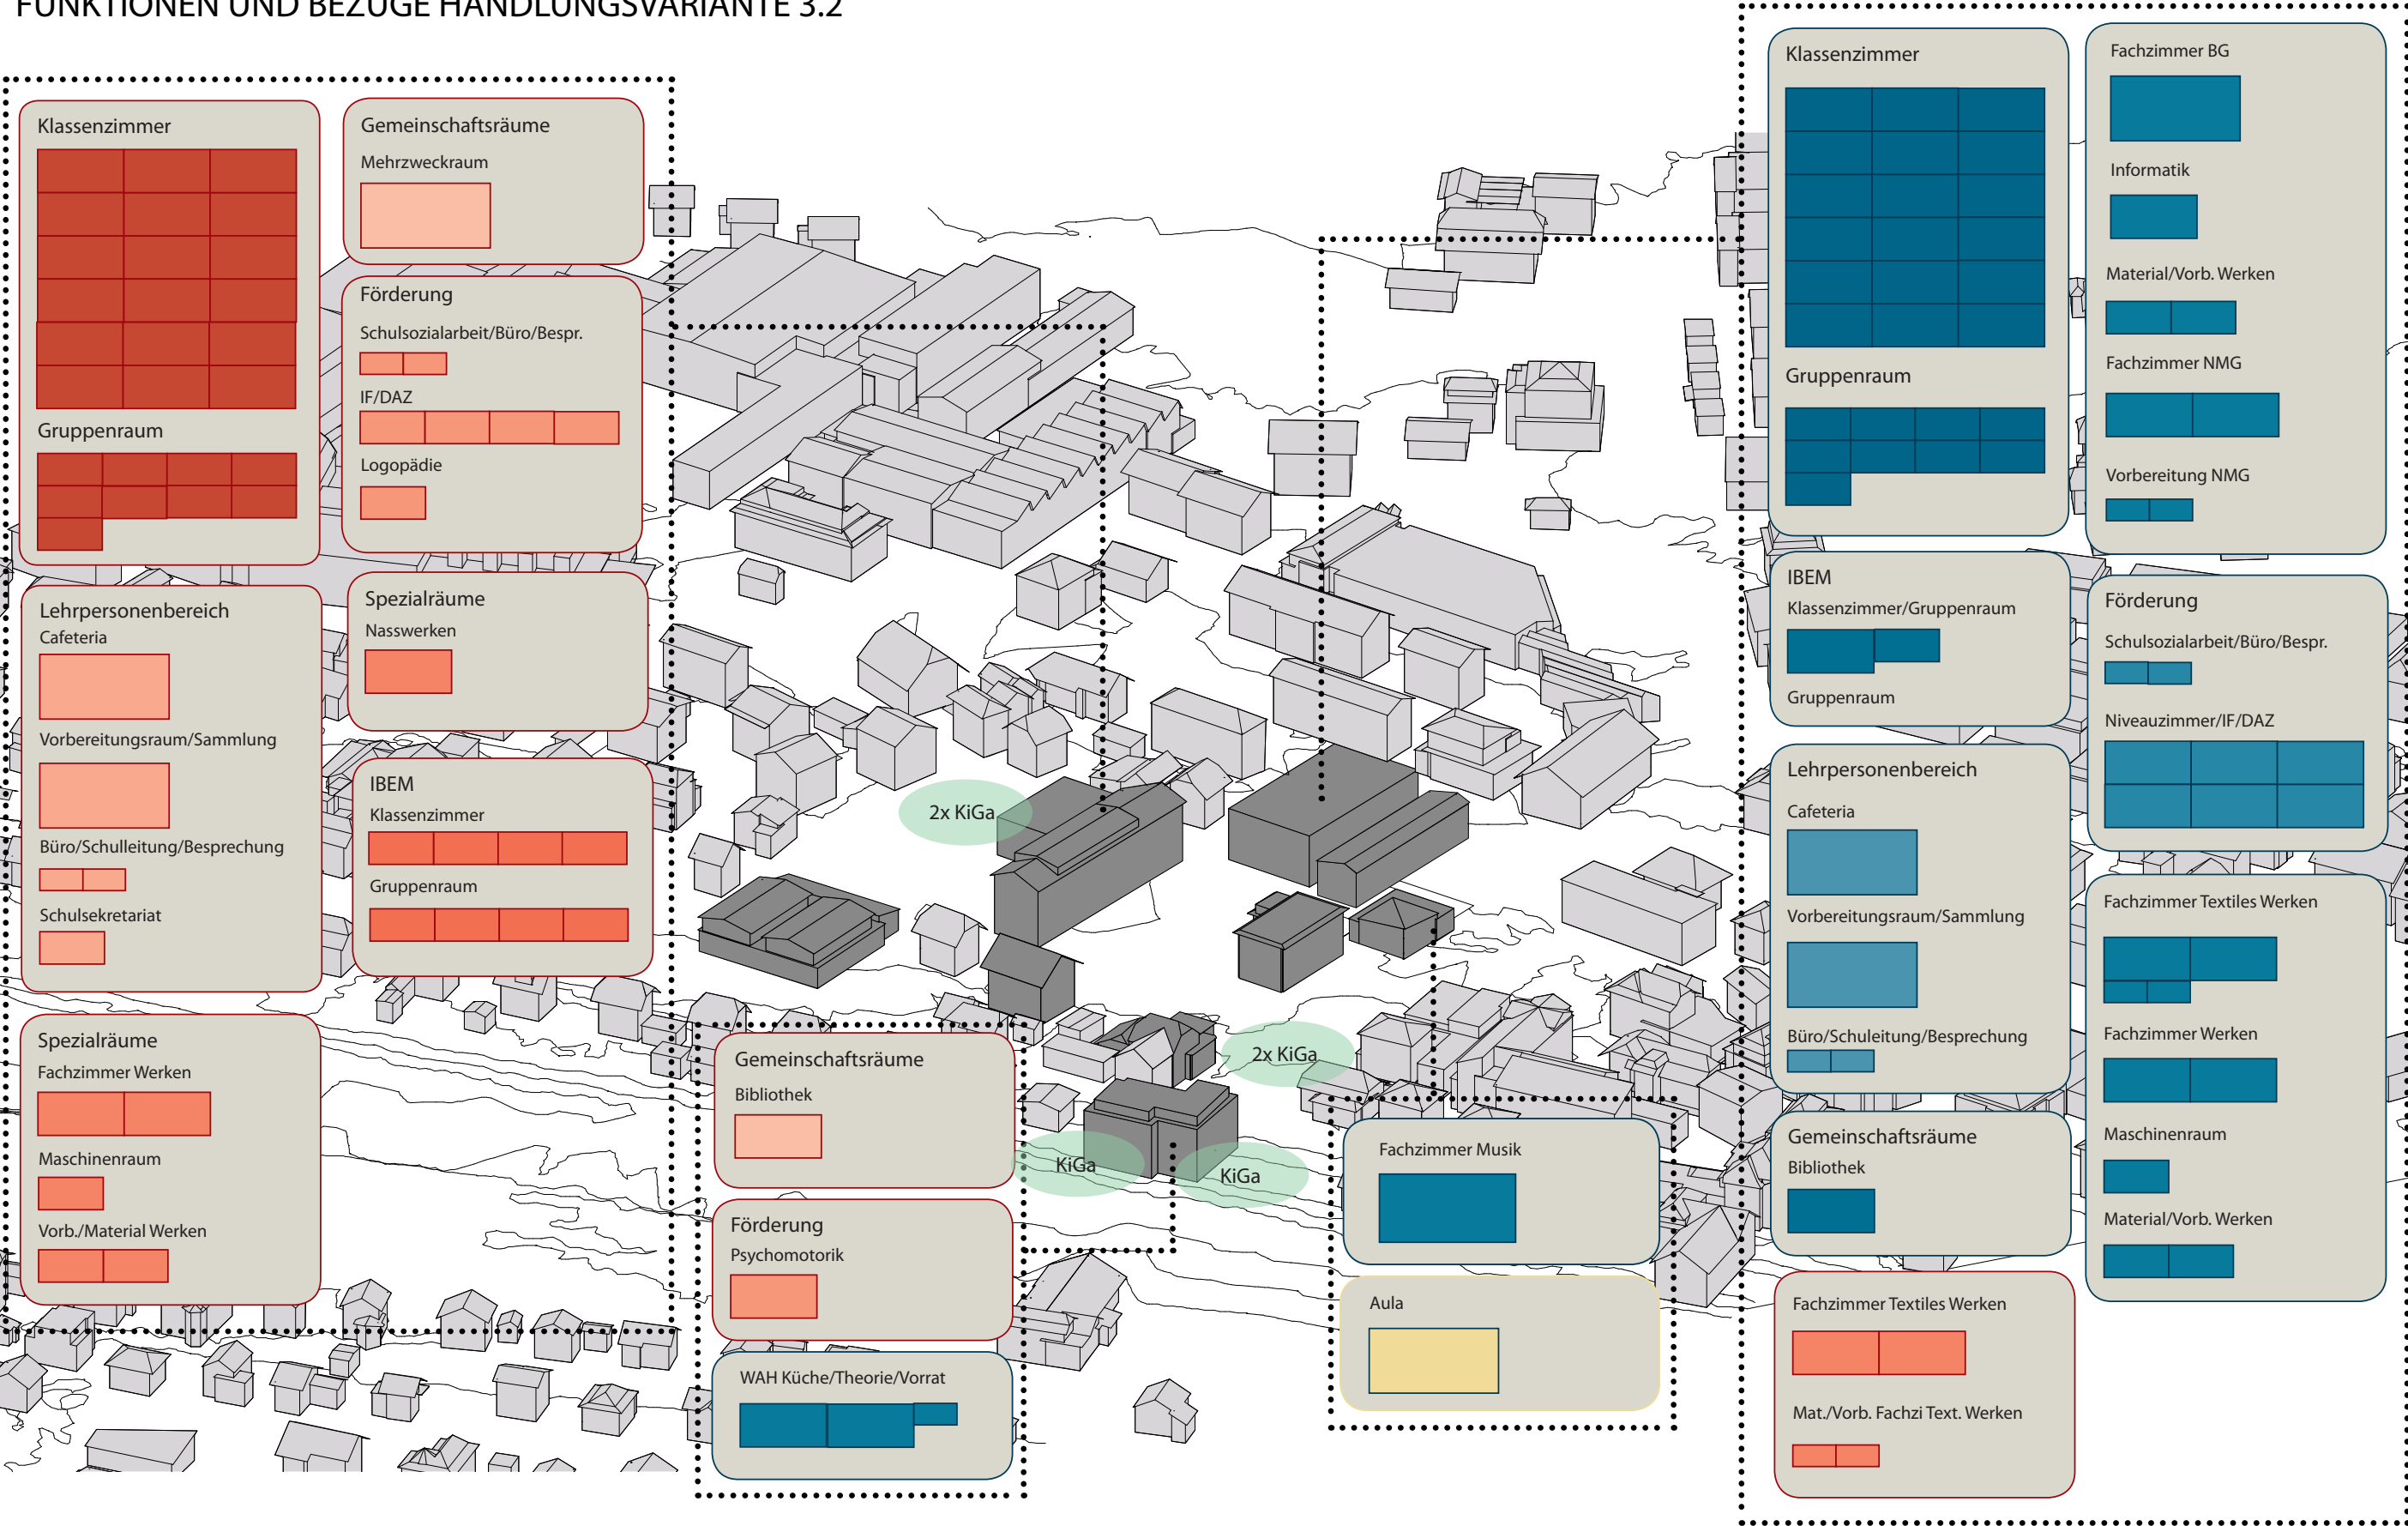 FUNKTIONEN UND BEZÜGE HANDLUNGSVARIANTE 3.2
Klassenzimmer
Gruppenraum
Gemeinschaftsräume
Mehrzweckraum
Förderung
Schulsozialarbeit/Büro/Bespr.
IF/DAZ
Logopädie
Lehrpersonenbereich
Cafeteria
Vorbereitungsraum/Sammlung
Büro/Schulleitung/Besprechung
Schulsekretariat
Spezialräume
Nasswerken
IBEM
Klassenzimmer
Gruppenraum
Spezialräume
Fachzimmer Werken
Maschinenraum
Vorb./Material Werken
2x KiGa
2x KiGa
KiGa
KiGa
Gemeinschaftsräume
Bibliothek
Förderung
Psychomotorik
WAH Küche/Theorie/Vorrat
Fachzimmer Musik
Aula
Klassenzimmer
Gruppenraum
Fachzimmer BG
Informatik
Material/Vorb. Werken
Fachzimmer NMG
Vorbereitung NMG
IBEM
Klassenzimmer/Gruppenraum
Gruppenraum
Förderung
Schulsozialarbeit/Büro/Bespr.
Niveauzimmer/IF/DAZ
Lehrpersonenbereich
Cafeteria
Vorbereitungsraum/Sammlung
Büro/Schuleitung/Besprechung
Fachzimmer Textiles Werken
Fachzimmer Werken
Maschinenraum
Material/Vorb. Werken
Gemeinschaftsräume
Bibliothek
Fachzimmer Textiles Werken
Mat./Vorb. Fachzi Text. Werken